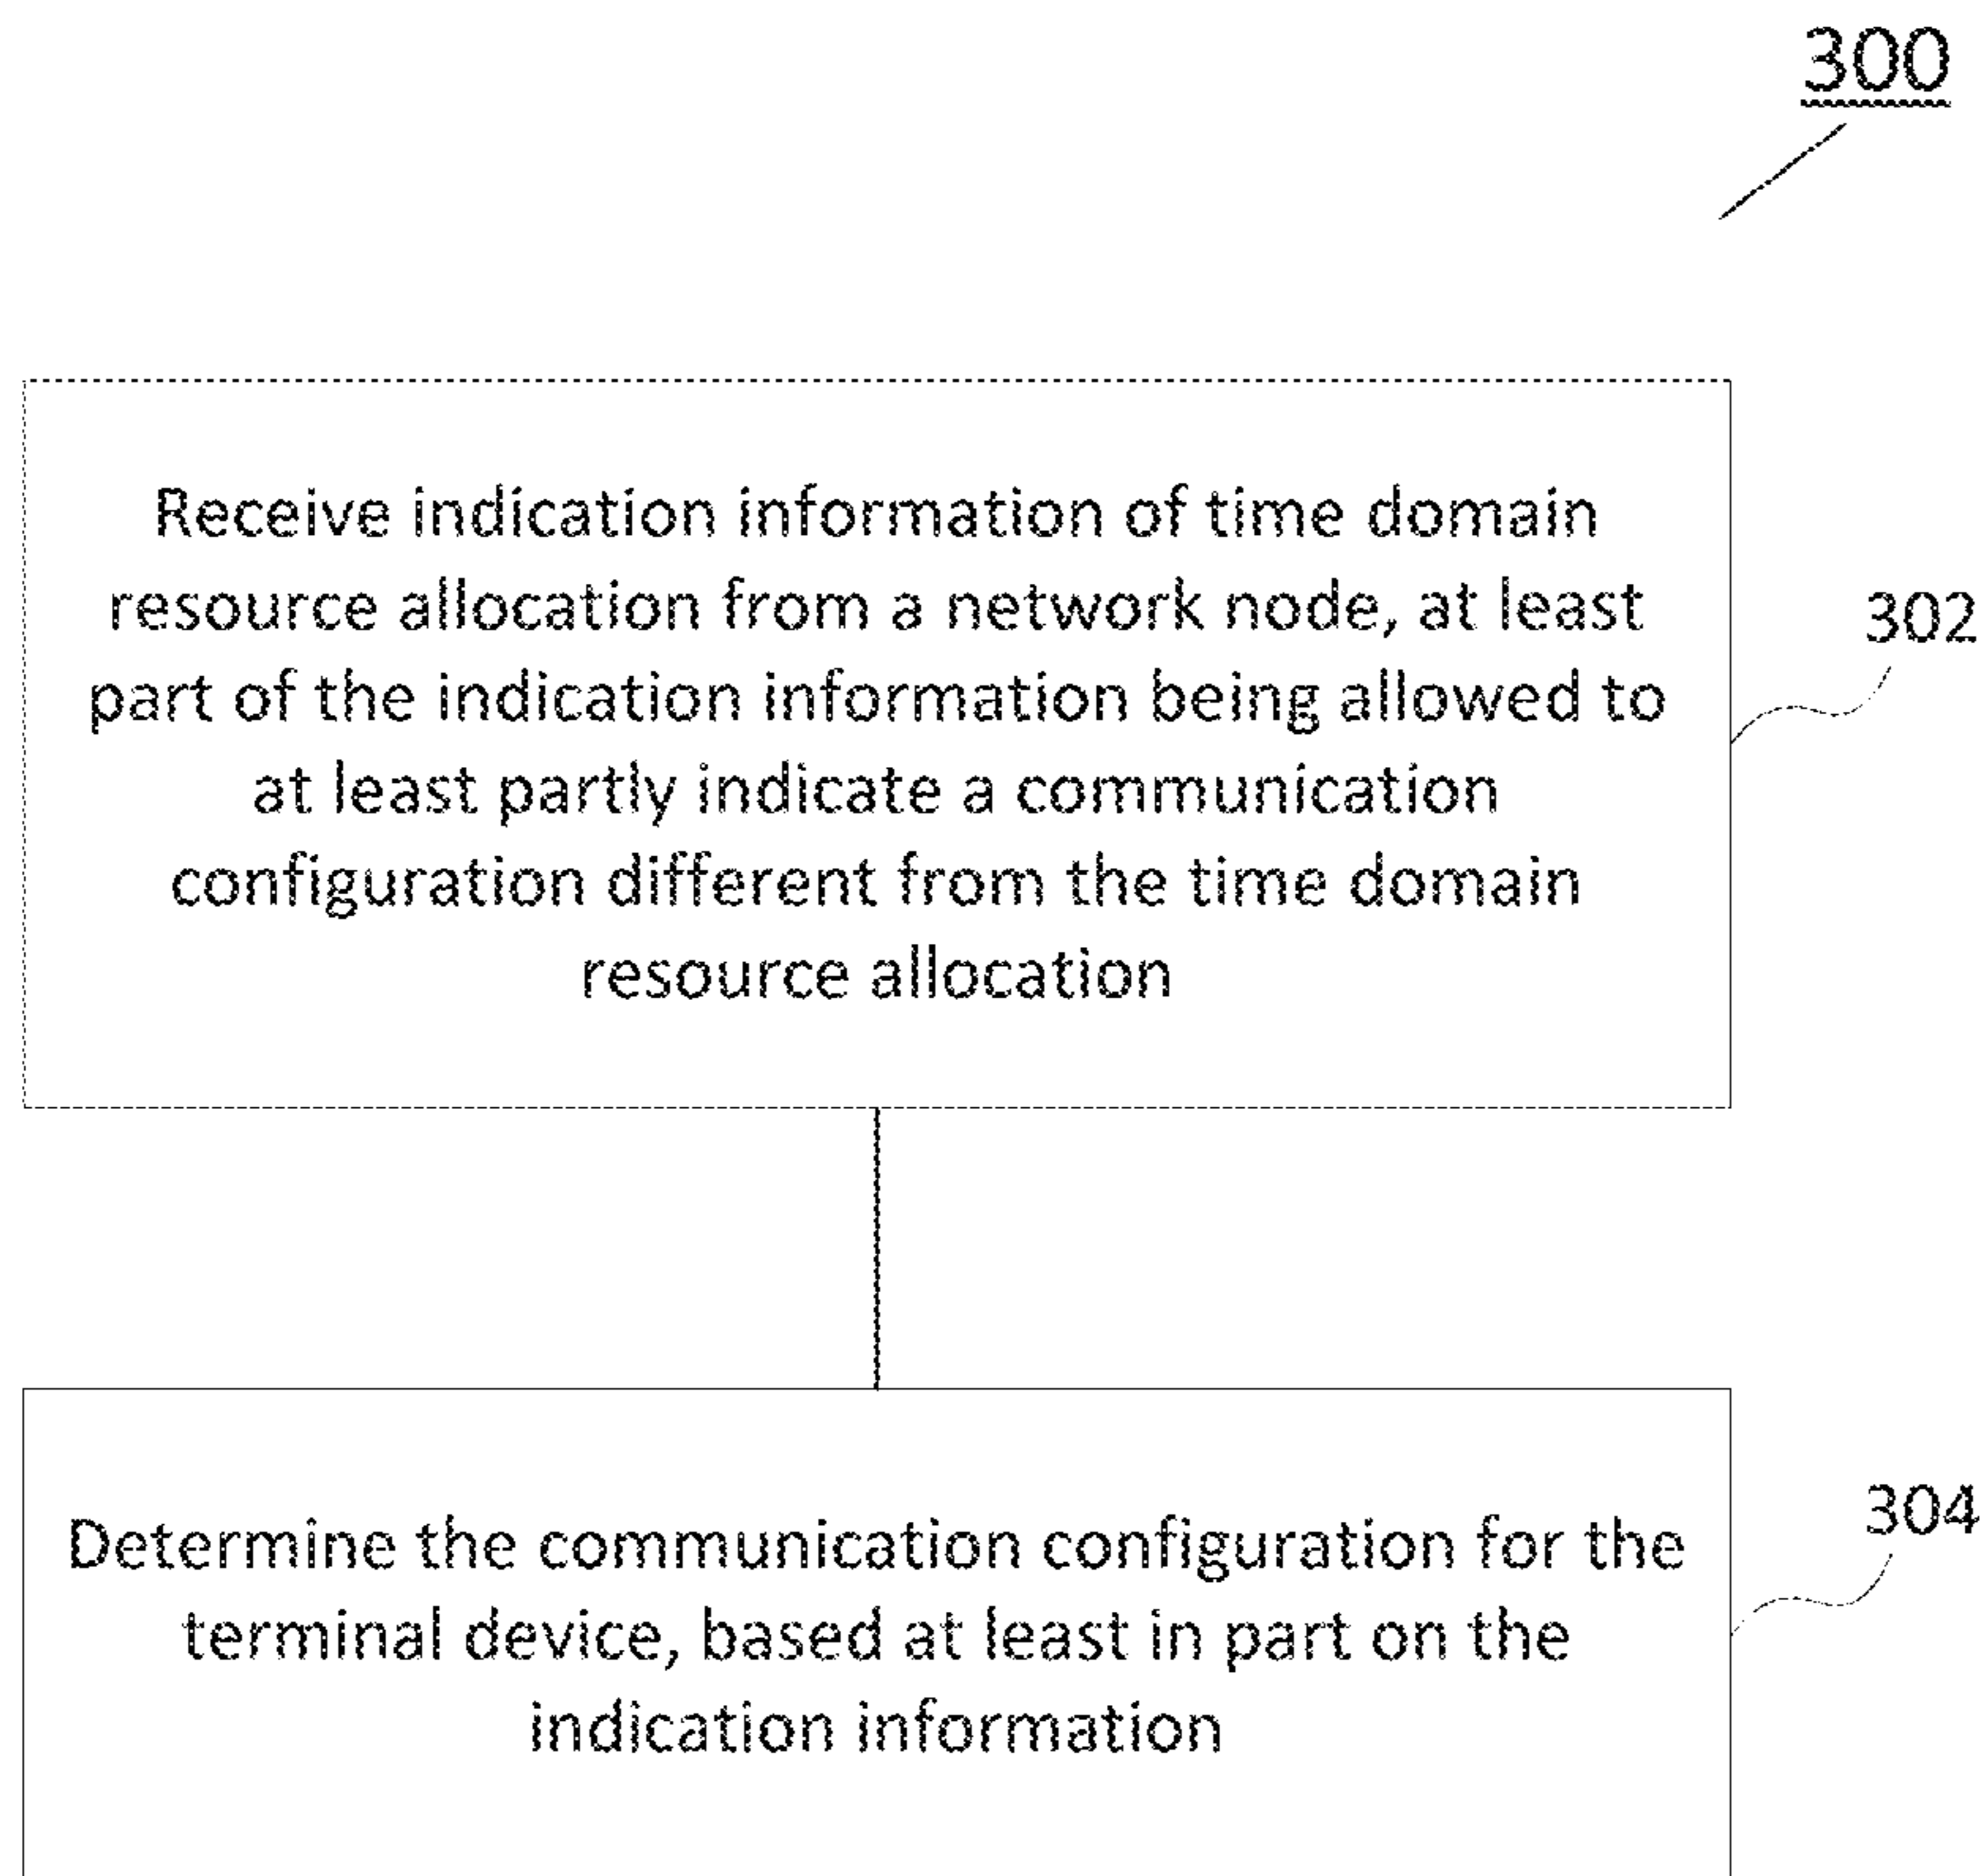 300
Receive indication information of time domain
resource allocation from a network node, at least
part of the indication information being allowed to
at least partly indicate a communication
configuration different from the time domain
resource allocation
302
Determine the communication configuration for the
terminal device, based at least in part on the
indication information
304